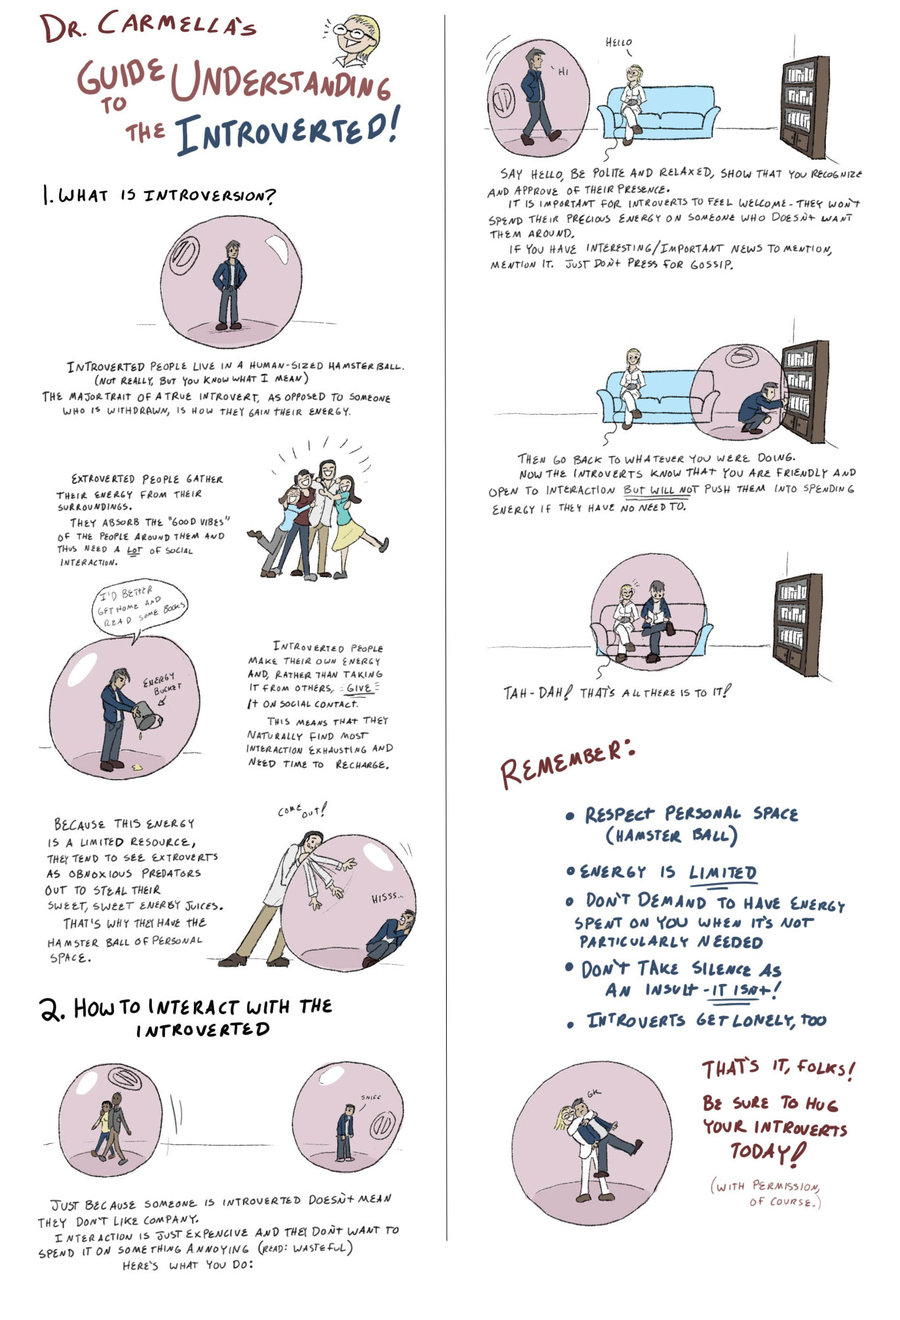 DR. CARMELLA'S
GUIDE
TO
UNDERSTANDING
THE INTROVERTED!
1. WHAT IS INTROVERSION?
INTROVERTED PEOPLE LIVE IN A HUMAN-SIZED HAMSTERBALL.
(NOT REALLY, BUT YOU KNOW WHAT I MEAN)
THE MAJOR TRAIT OF A TRUE INTROVERT, AS OPPOSED TO SOMEONE
WHO IS WITHDRAWN, IS HOW THEY GAIN THEIR ENERGY.
EXTROVERTED PEOPLE GATHER
THEIR ENERGY FROM THEIR
SURROUNDINGS.
THEY ABSORB THE "GOOD VIBES"
OF THE PEOPLE AROUND THEM AND
THUS NEED A LOT OF SOCIAL
INTERACTION.
I'D BETTER
GET HOME AND
READ SOME BOOKS
ENERGY
BUCKET
INTROVERTED PEOPLE
MAKE THEIR OWN ENERGY
AND, RATHER THAN TAKING
IT FROM OTHERS, GIVE
IT ON SOCIAL CONTACT.
THIS MEANS THAT THEY
NATURALLY FIND MOST
INTERACTION EXHAUSTING AND
NEED TIME TO RECHARGE.
BECAUSE THIS ENERGY
IS A LIMITED RESOURCE,
THEY TEND TO SEE EXTROVERTS
AS OBNOXIOUS PREDATORS
OUT TO STEAL THEIR
SWEET, SWEET ENERGY JUICES.
THAT'S WHY THEY HAVE THE
HAMSTER BALL OF PERSONAL
SPACE.
COME OUT!
HISSS..
2. HOW TO INTERACT WITH THE
INTROVERTED
SNIFF
JUST BECAUSE SOMEONE IS INTROVERTED DOESN'T MEAN
THEY DON'T LIKE COMPANY.
INTERACTION IS JUST EXPENCIVE AND THEY DON'T WANT TO
SPEND IT ON SOMETHING ANNOYING (READ: WASTEFUL)
HERE'S WHAT YOU DO:
HI
HELLO
SAY HELLO, BE POLITE AND RELAXED, SHOW THAT YOU RECOGNIZE
AND APPROVE OF THEIR PRESENCE.
IT IS IMPORTANT FOR INTROVERTS TO FEEL WELCOME - THEY WON'T
SPEND THEIR PRECIOUS ENERGY ON SOMEONE WHO DOESN'T WANT
THEM AROUND.
IF YOU HAVE INTERESTING/IMPORTANT NEWS TO MENTION,
MENTION IT. JUST DON'T PRESS FOR GOSSIP.
THEN GO BACK TO WHATEVER YOU WERE DOING.
NOW THE INTROVERTS KNOW THAT YOU ARE FRIENDLY AND
OPEN TO INTERACTION BUT WILL NOT PUSH THEM INTO SPENDING
ENERGY IF THEY HAVE NO NEED TO.
TAH-DAH! THAT'S ALL THERE IS TO IT!
REMEMBER:
• RESPECT PERSONAL SPACE
(HAMSTER BALL)
• ENERGY IS LIMITED
• DON'T DEMAND TO HAVE ENERGY
SPENT ON YOU WHEN IT'S NOT
PARTICULARLY NEEDED
• DON'T TAKE SILENCE AS
AN INSULT - IT ISN'T!
• INTROVERTS GET LONELY, TOO
GK
THAT'S IT, FOLKS!
BE SURE TO HUG
YOUR INTROVERTS
TODAY!
(WITH PERMISSION,
OF COURSE.)